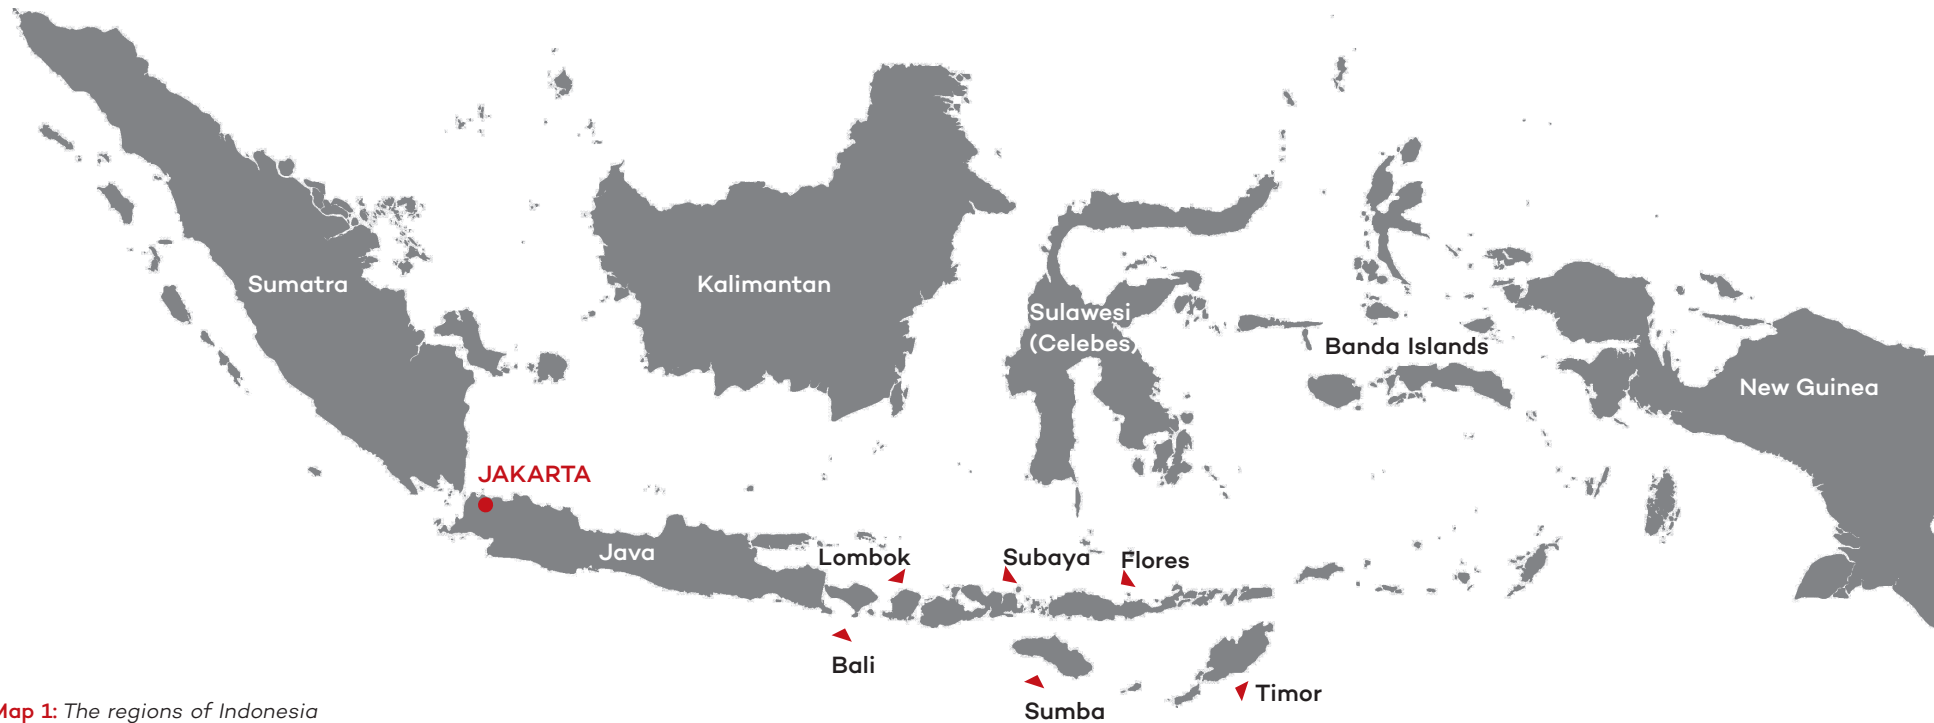 Sumatra
Kalimantan
Sulawesi
(Celebes)
Banda Islands
New Guinea
JAKARTA
Java
Lombok
Subaya
Flores
Bali
Sumba
Timor
Map 1: The regions of Indonesia